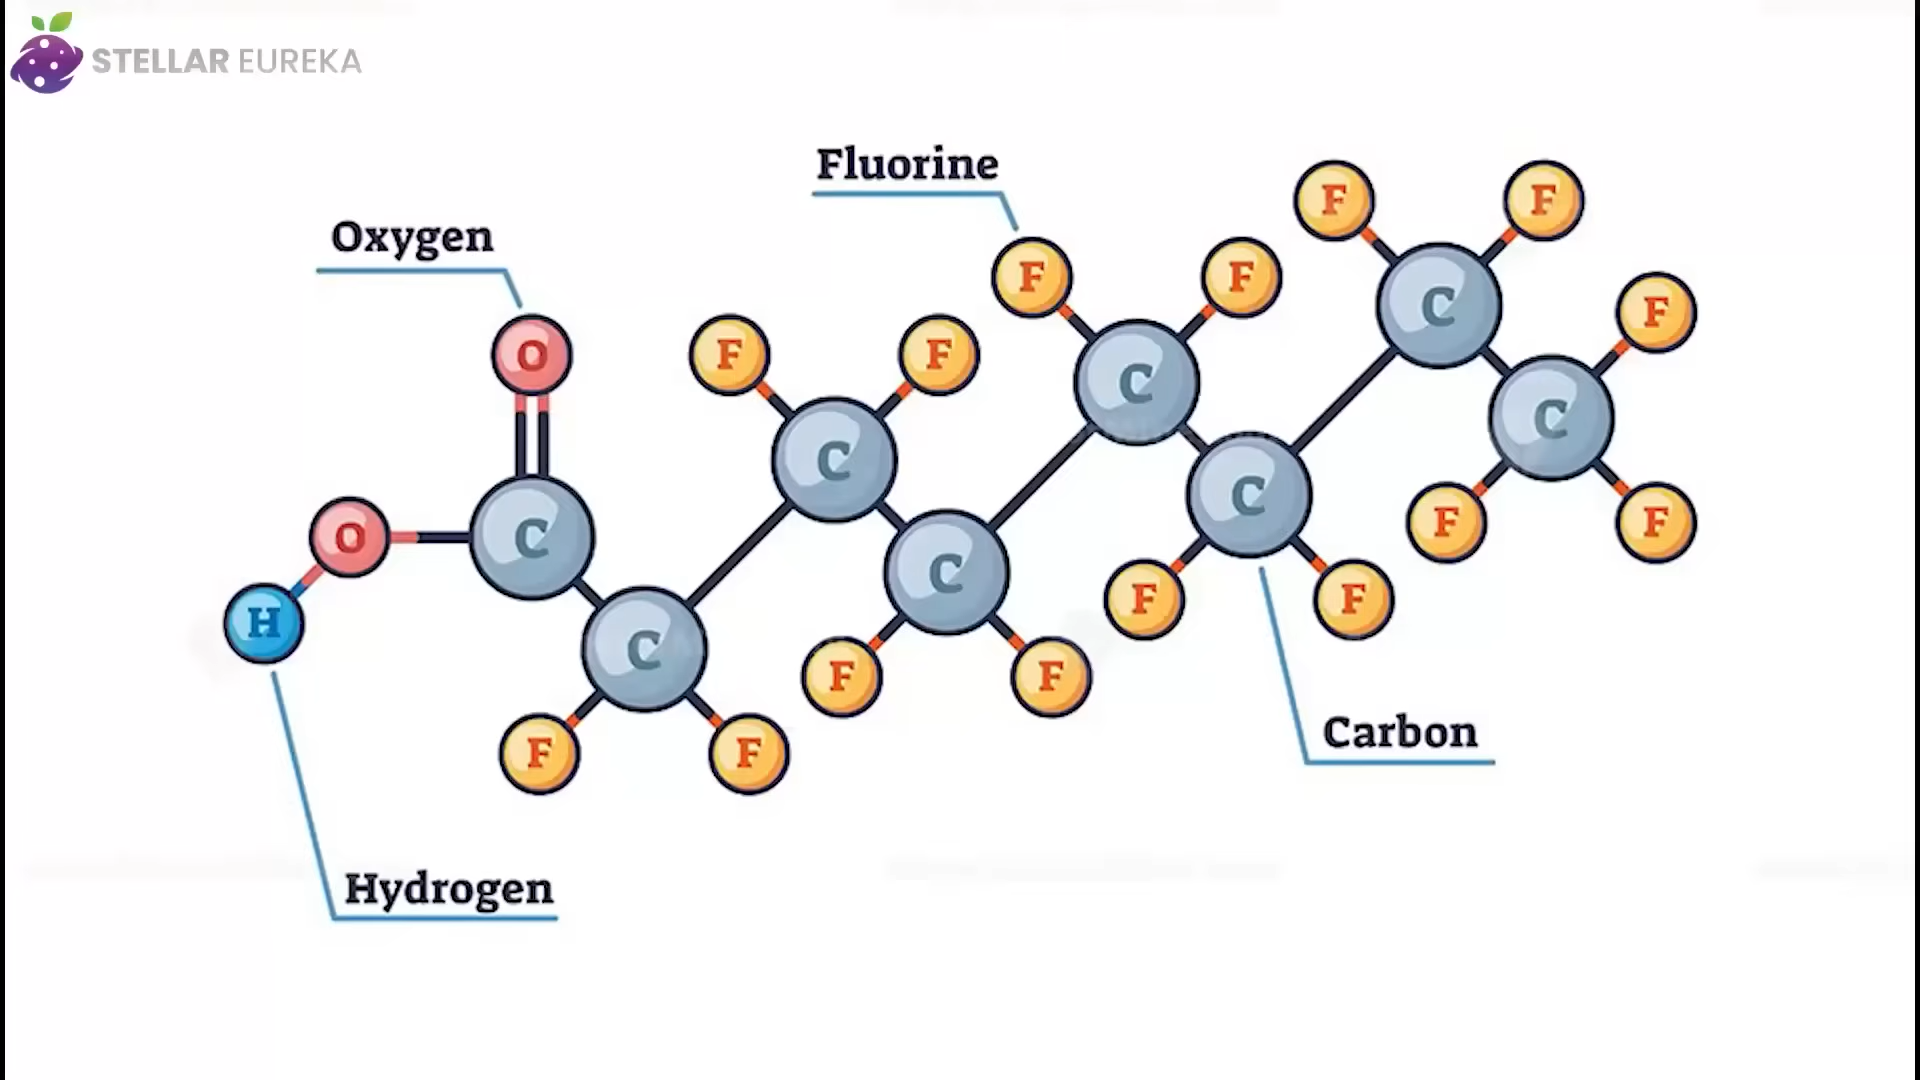 STELLAR EUREKA
Fluorine
Oxygen
Hydrogen
Carbon
F F
F F
F
F F
O
C
C
C
F
C
O
C
C
F F
H
F F
C
C
F F
F F